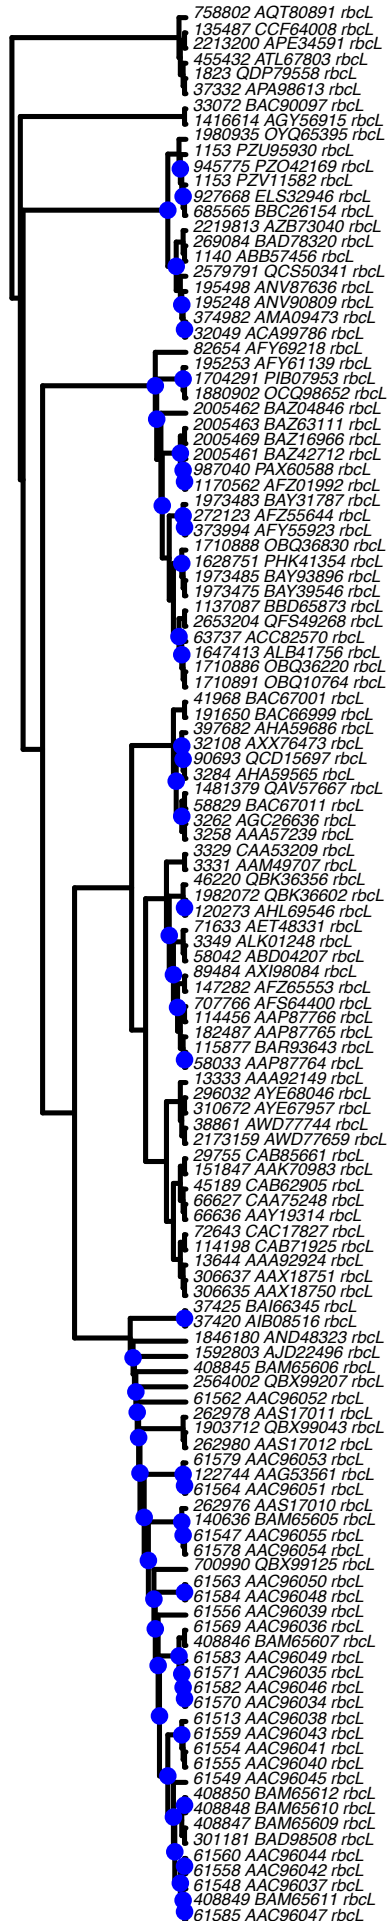 758802 AQT80891 rbcL
135487 CCF64008 rbcL
2213200 APE34591 rbcL
455432 ATL67803 rbcL
1823 QDP79558 rbcL
37332 APA98613 rbcL
33072 BAC90097 rbcL
1416614 AGY56915 rbcL
1980935 OYQ65395 rbcL
1153 PZU95930 rbcL
945775 PZO42169 rbcL
1153 PZV11582 rbcL
927668 ELS32946 rbcL
685565 BBC26154 rbcL
2219813 AZB73040 rbcL
269084 BAD78320 rbcL
1140 ABB57456 rbcL
2579791 QCS50341 rbcL
195498 ANV87636 rbcL
195248 ANV90809 rbcL
374982 AMA09473 rbcL
32049 ACA99786 rbcL
82654 AFY69218 rbcL
195253 AFY61139 rbcL
1704291 PIB07953 rbcL
1880902 OCQ98652 rbcL
2005462 BAZ04846 rbcL
2005463 BAZ63111 rbcL
2005469 BAZ16966 rbcL
2005461 BAZ42712 rbcL
987040 PAX60588 rbcL
1170562 AFZ01992 rbcL
1973483 BAY31787 rbcL
272123 AFZ55644 rbcL
373994 AFY55923 rbcL
1710888 OBQ36830 rbcL
1628751 PHK41354 rbcL
1973485 BAY93896 rbcL
1973475 BAY39546 rbcL
1137087 BBD65873 rbcL
2653204 QFS49268 rbcL
63737 ACC82570 rbcL
1647413 ALB41756 rbcL
1710886 OBQ36220 rbcL
1710891 OBQ10764 rbcL
41968 BAC67001 rbcL
191650 BAC66999 rbcL
397682 AHA59686 rbcL
32108 AXX76473 rbcL
90693 QCD15697 rbcL
3284 AHA59565 rbcL
1481379 QAV57667 rbcL
58829 BAC67011 rbcL
3262 AGC26636 rbcL
3258 AAA57239 rbcL
3329 CAA53209 rbcL
3331 AAM49707 rbcL
46220 QBK36356 rbcL
1982072 QBK36602 rbcL
120273 AHL69546 rbcL
71633 AET48331 rbcL
3349 ALK01248 rbcL
58042 ABD04207 rbcL
89484 AXI98084 rbcL
147282 AFZ65553 rbcL
707766 AFS64400 rbcL
114456 AAP87766 rbcL
182487 AAP87765 rbcL
115877 BAR93643 rbcL
58033 AAP87764 rbcL
13333 AAA92149 rbcL
296032 AYE68046 rbcL
310672 AYE67957 rbcL
38861 AWD77744 rbcL
2173159 AWD77659 rbcL
29755 CAB85661 rbcL
151847 AAK70983 rbcL
45189 CAB62905 rbcL
66627 CAA75248 rbcL
66636 AAY19314 rbcL
72643 CAC17827 rbcL
114198 CAB71925 rbcL
13644 AAA92924 rbcL
306637 AAX18751 rbcL
306635 AAX18750 rbcL
37425 BAI66345 rbcL
37420 AIB08516 rbcL
1846180 AND48323 rbcL
1592803 AJD22496 rbcL
408845 BAM65606 rbcL
2564002 QBX99207 rbcL
61562 AAC96052 rbcL
262978 AAS17011 rbcL
1903712 QBX99043 rbcL
262980 AAS17012 rbcL
61579 AAC96053 rbcL
122744 AAG53561 rbcL
61564 AAC96051 rbcL
262976 AAS17010 rbcL
140636 BAM65605 rbcL
61547 AAC96055 rbcL
61578 AAC96054 rbcL
700990 QBX99125 rbcL
61563 AAC96050 rbcL
61584 AAC96048 rbcL
61556 AAC96039 rbcL
61569 AAC96036 rbcL
408846 BAM65607 rbcL
61583 AAC96049 rbcL
61571 AAC96035 rbcL
61582 AAC96046 rbcL
61570 AAC96034 rbcL
61513 AAC96038 rbcL
61559 AAC96043 rbcL
61554 AAC96041 rbcL
61555 AAC96040 rbcL
61549 AAC96045 rbcL
408850 BAM65612 rbcL
408848 BAM65610 rbcL
408847 BAM65609 rbcL
301181 BAD98508 rbcL
61560 AAC96044 rbcL
61558 AAC96042 rbcL
61548 AAC96037 rbcL
408849 BAM65611 rbcL
61585 AAC96047 rbcL